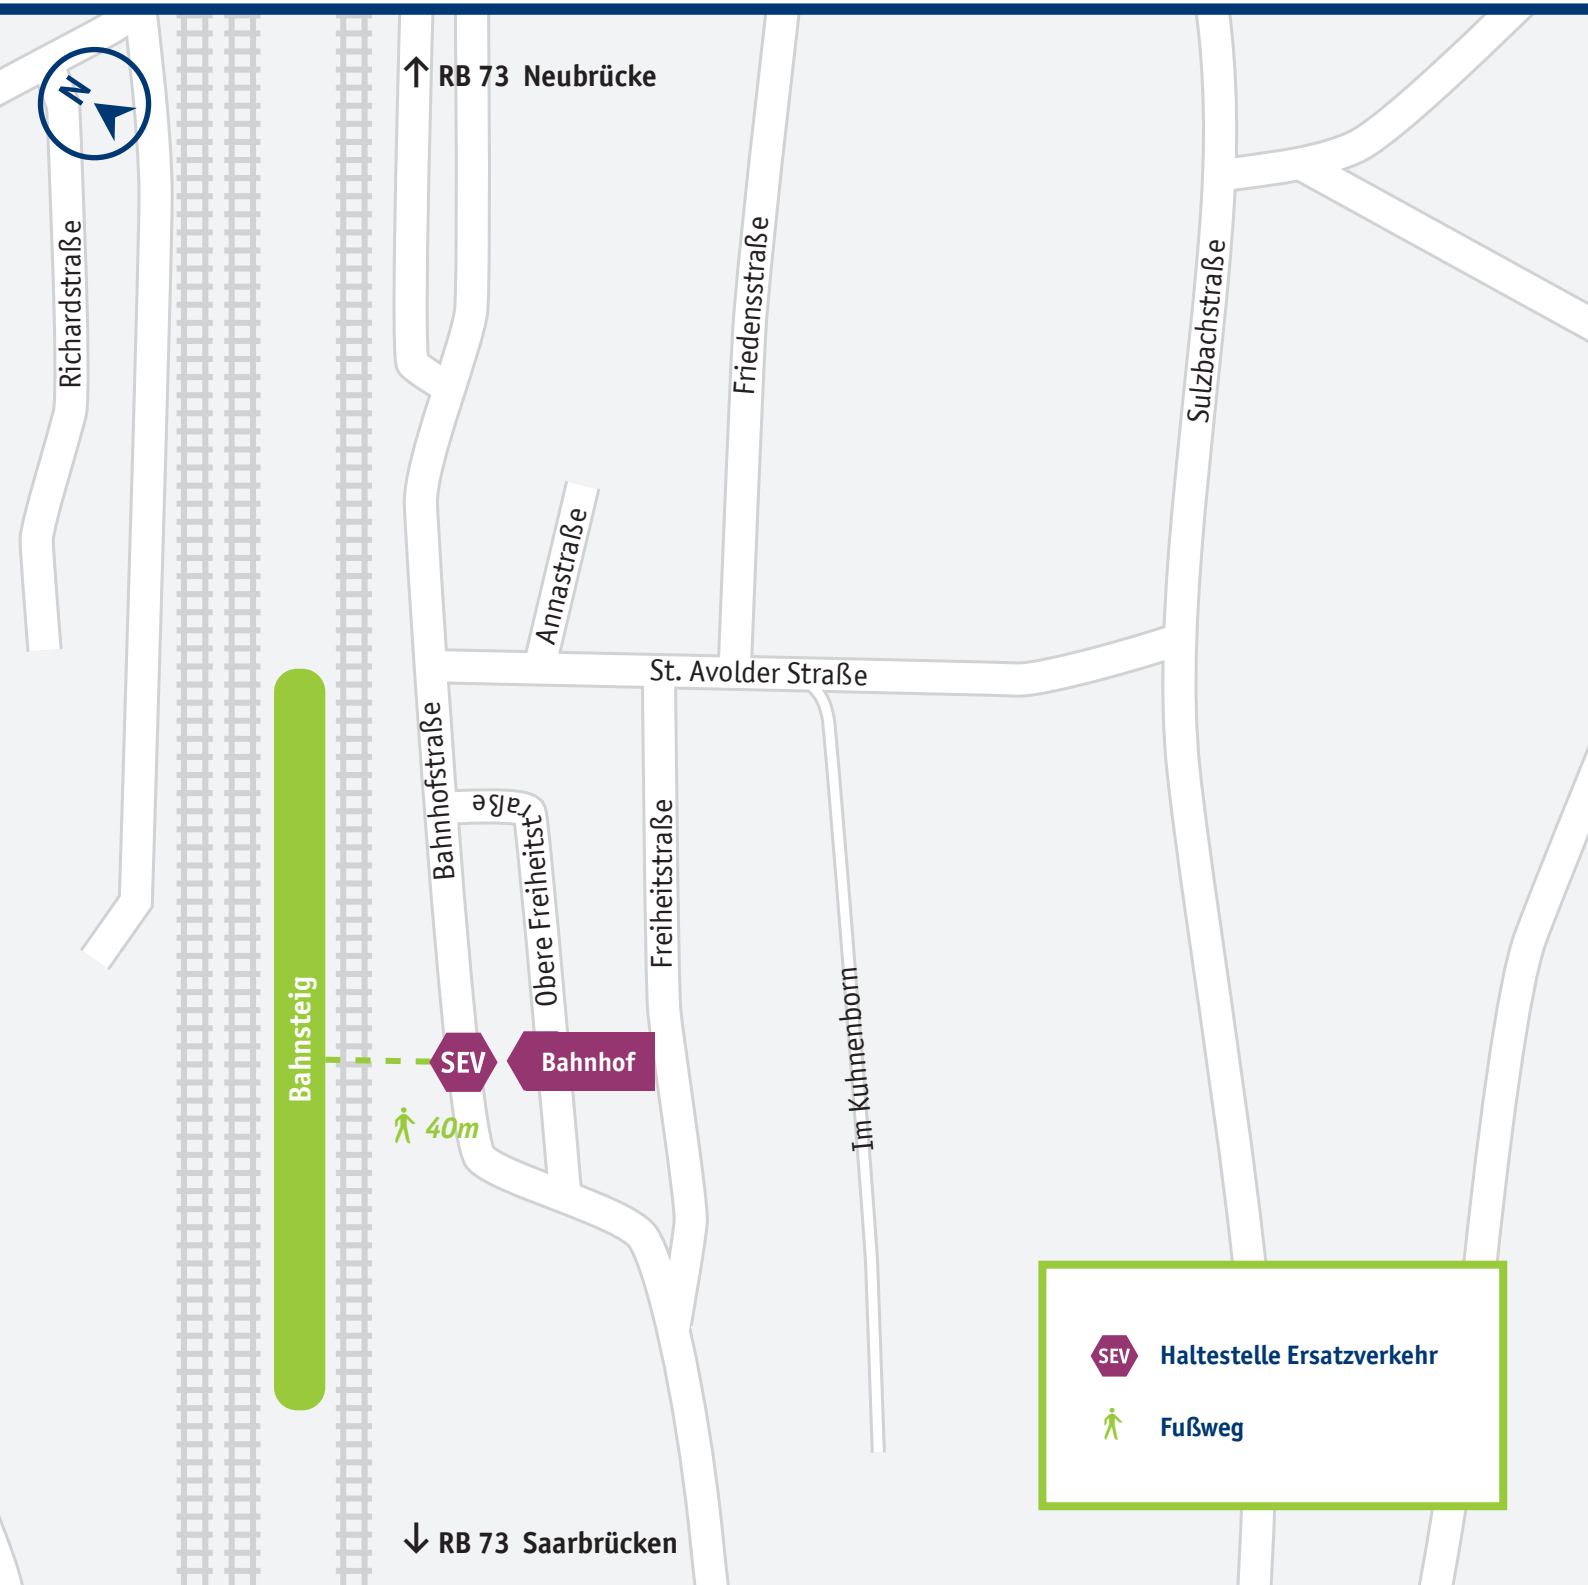 N
RB 73 Neubrücke
Richardstraße
Friedensstraße
Sulzbachstraße
Annastraße
St. Avolder Straße
Bahnhofstraße
Obere Freiheitstraße
Freiheitstraße
Im Kuhnenborn
Bahnsteig
SEV
Bahnhof
40m
SEV Haltestelle Ersatzverkehr
Fußweg
RB 73 Saarbrücken